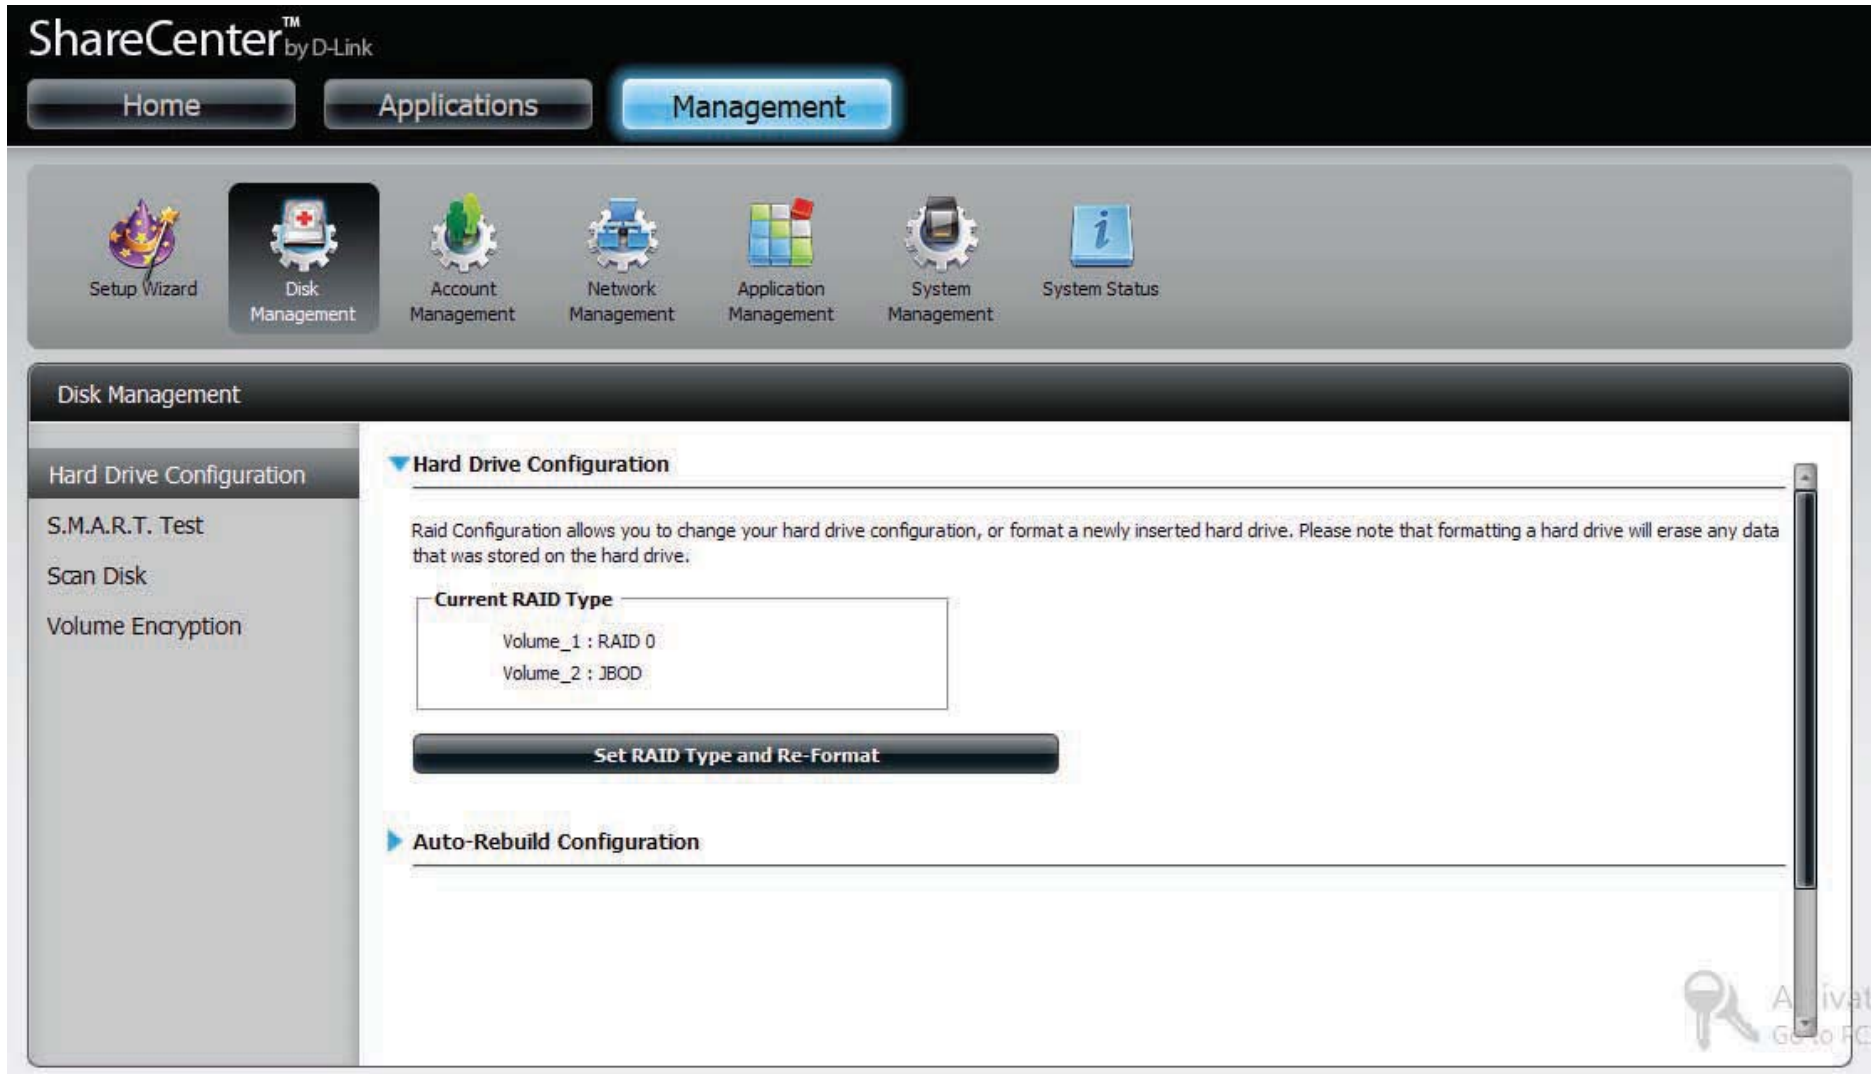 ShareCenter™ by D-Link
Home
Applications
Management
Setup Wizard
Disk
Management
Account
Management
Network
Management
Application
Management
System
Management
System Status
Disk Management
Hard Drive Configuration
S.M.A.R.T. Test
Scan Disk
Volume Encryption
Hard Drive Configuration
Raid Configuration allows you to change your hard drive configuration, or format a newly inserted hard drive. Please note that formatting a hard drive will erase any data
that was stored on the hard drive.
Current RAID Type
Volume_1 : RAID 0
Volume_2 : JBOD
Set RAID Type and Re-Format
Auto-Rebuild Configuration
Go to PC